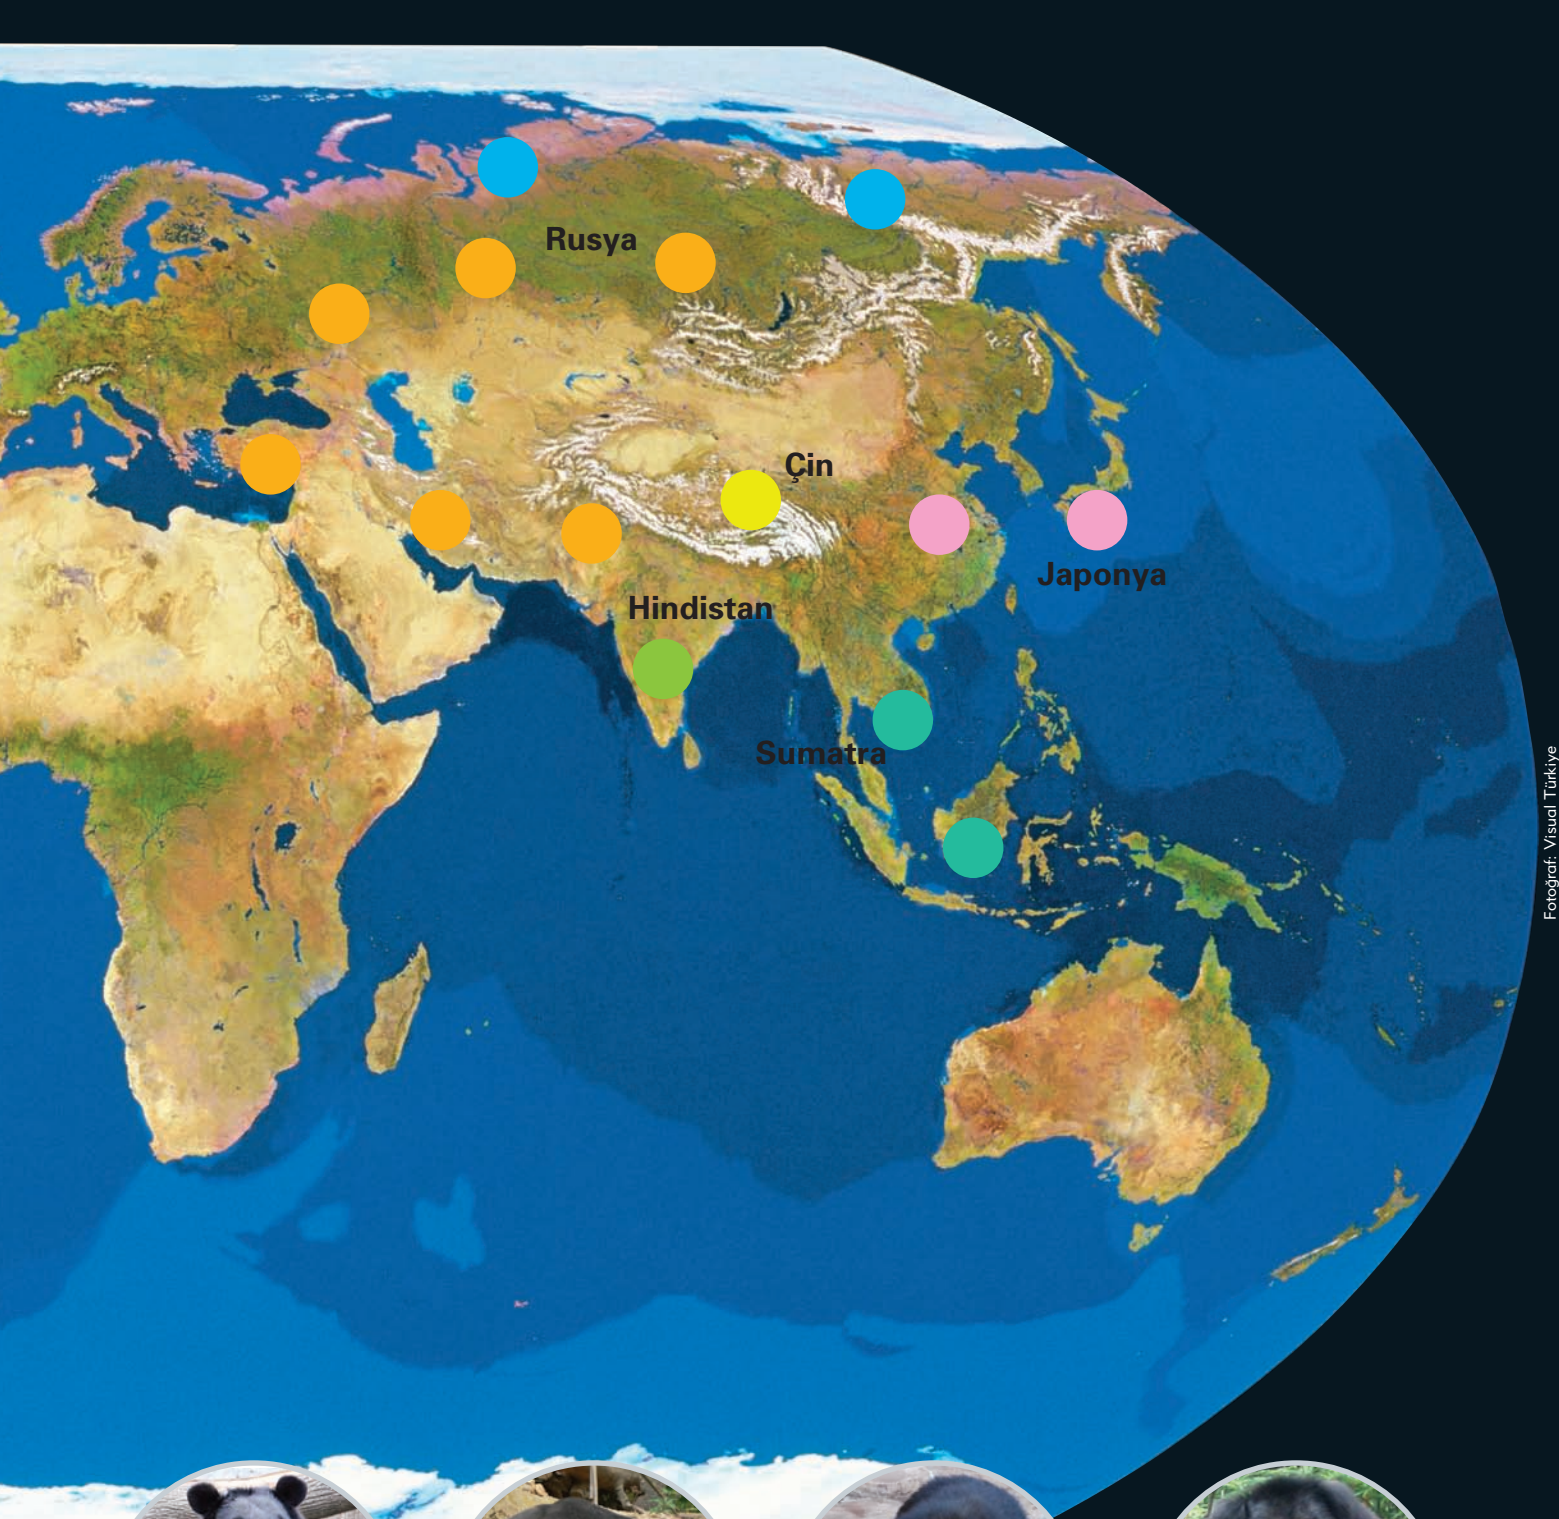 Rusya
Çin
Japonya
Hindistan
Sumatra
Fotoğraf: Visual Türkiye